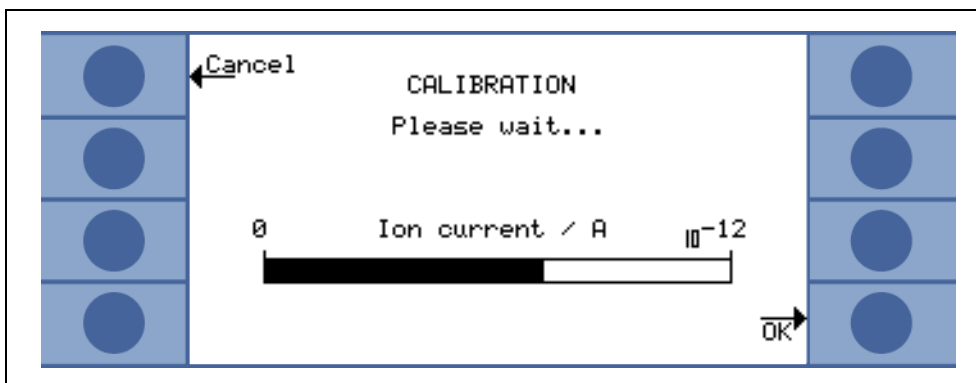 Cancel
CALIBRATION
Please wait...
0 Ion current / A 10-12
OK